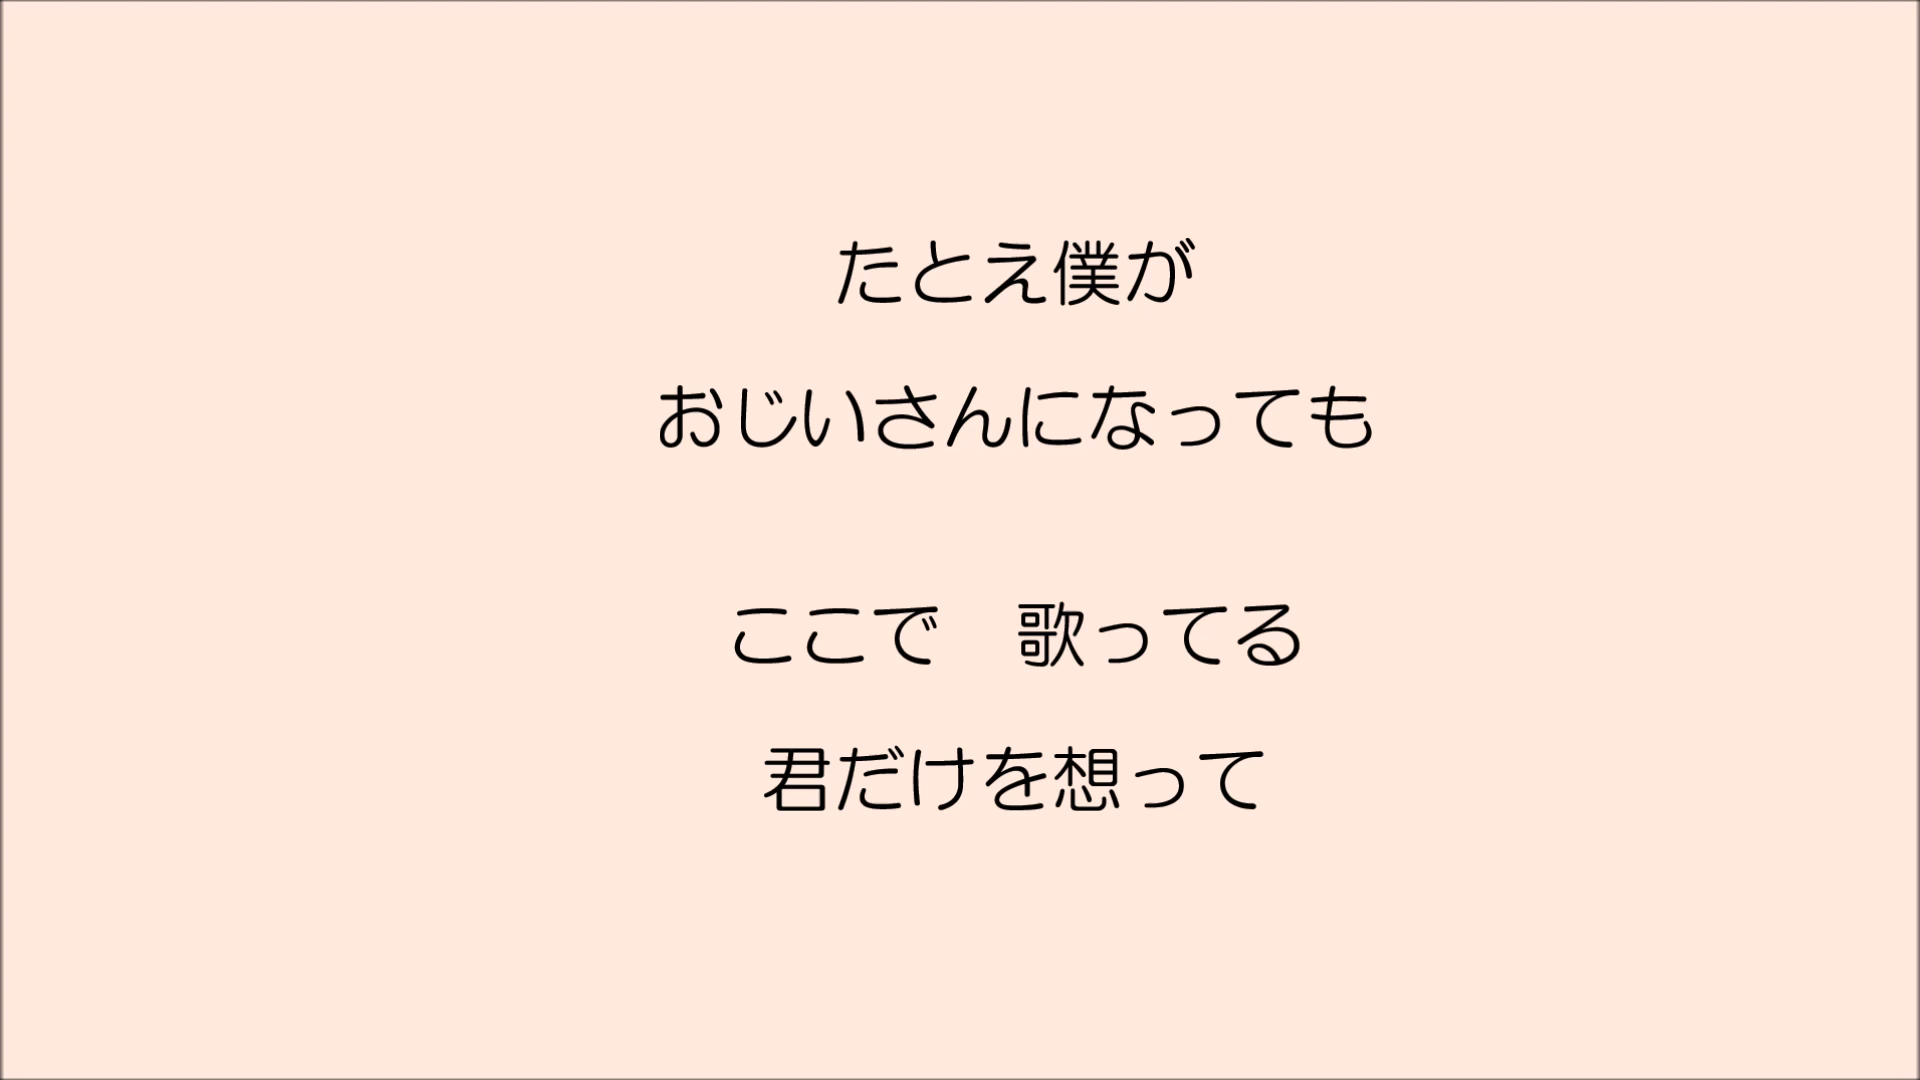 たとえ僕が
おじいさんになっても
ここで　歌ってる
君だけを想って